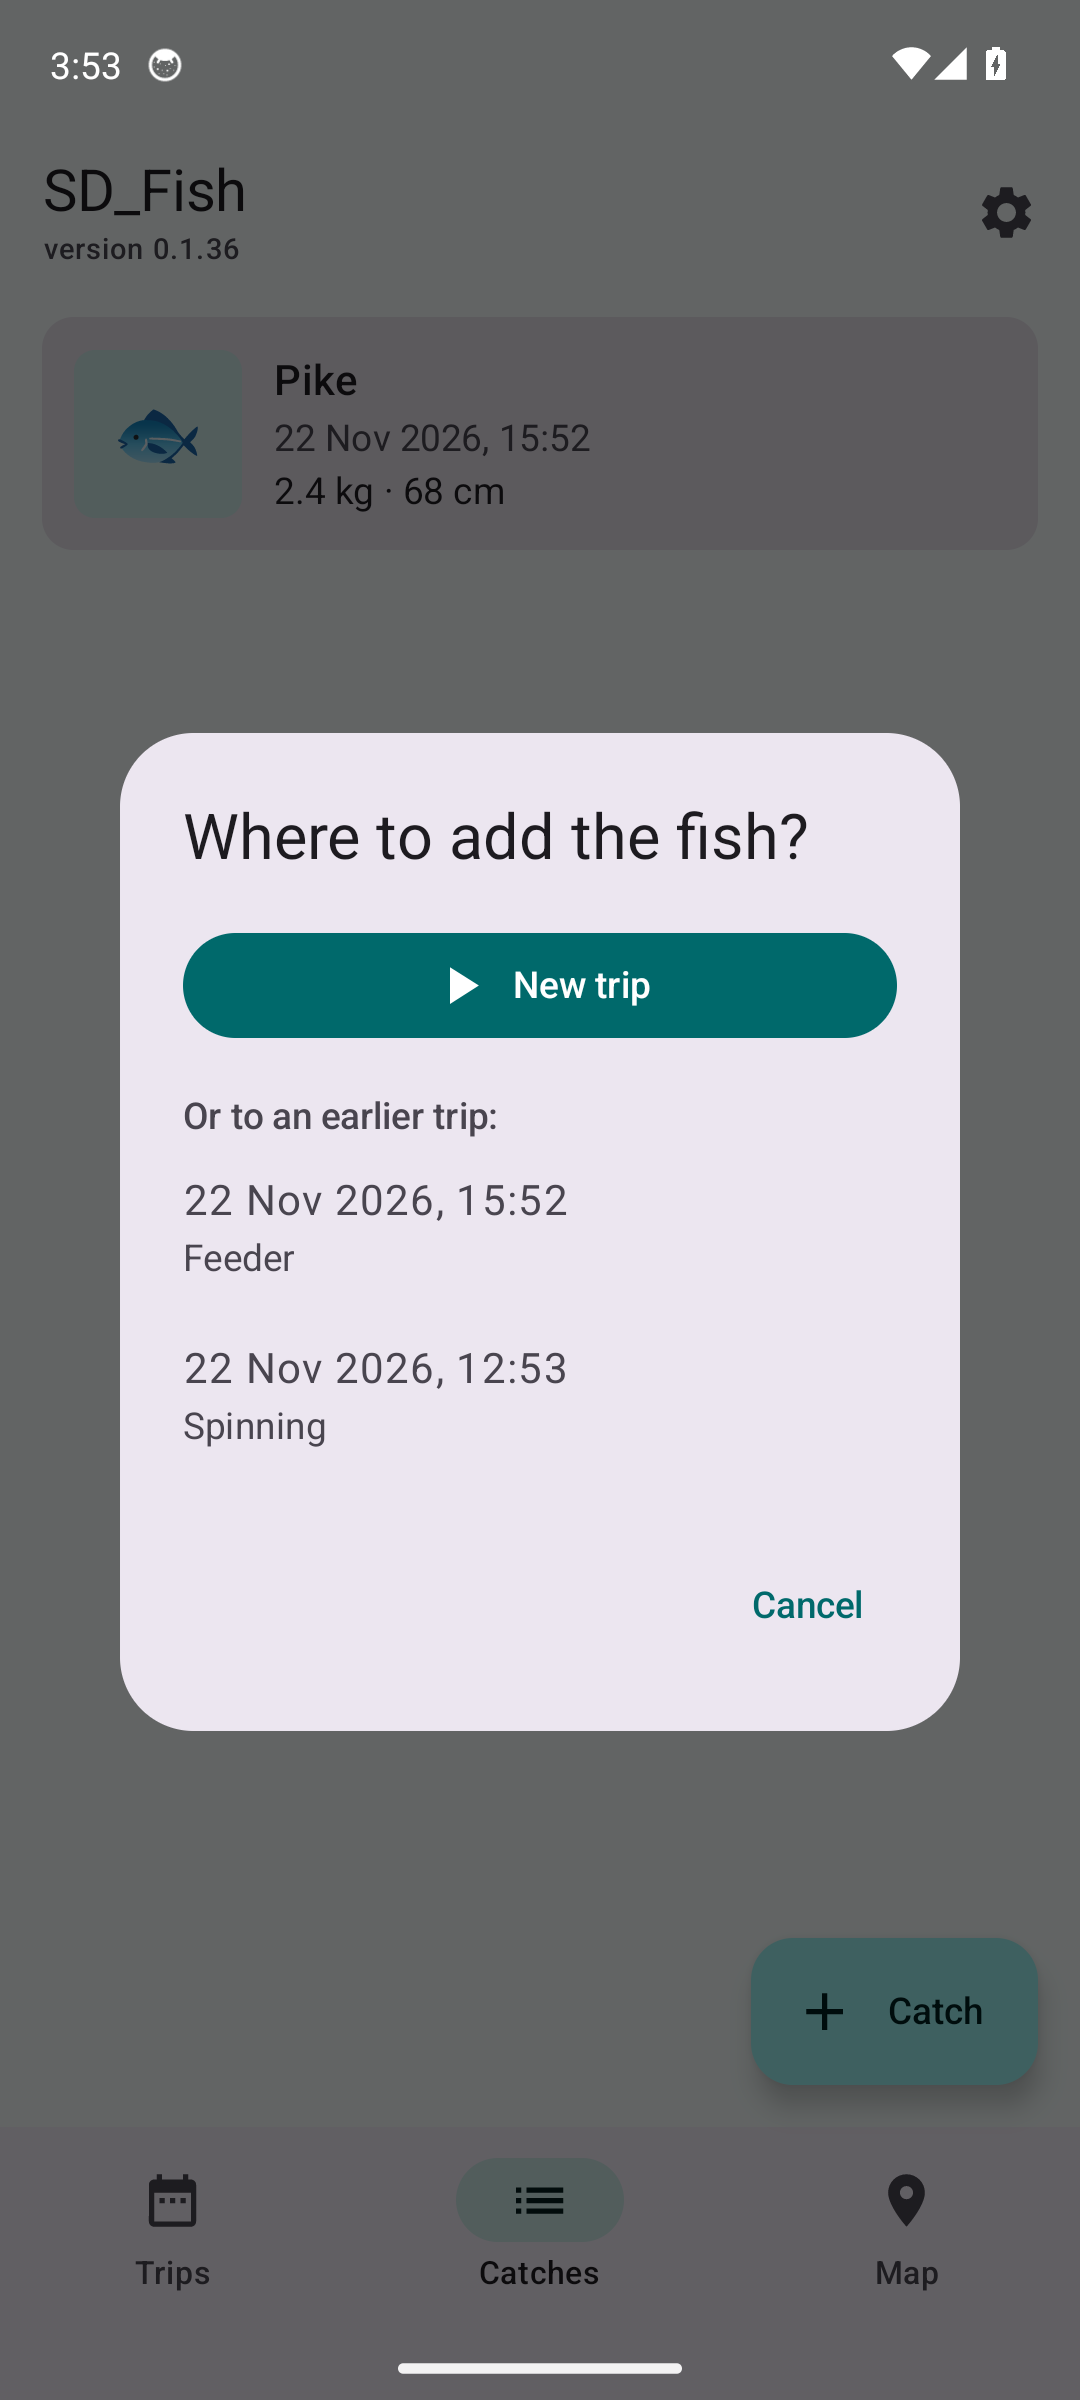 3:53
SD_Fish
version 0.1.36
Pike
22 Nov 2026, 15:52
2.4 kg · 68 cm
Where to add the fish?
New trip
Or to an earlier trip:
22 Nov 2026, 15:52
Feeder
22 Nov 2026, 12:53
Spinning
Cancel
Catch
Trips
Catches
Map